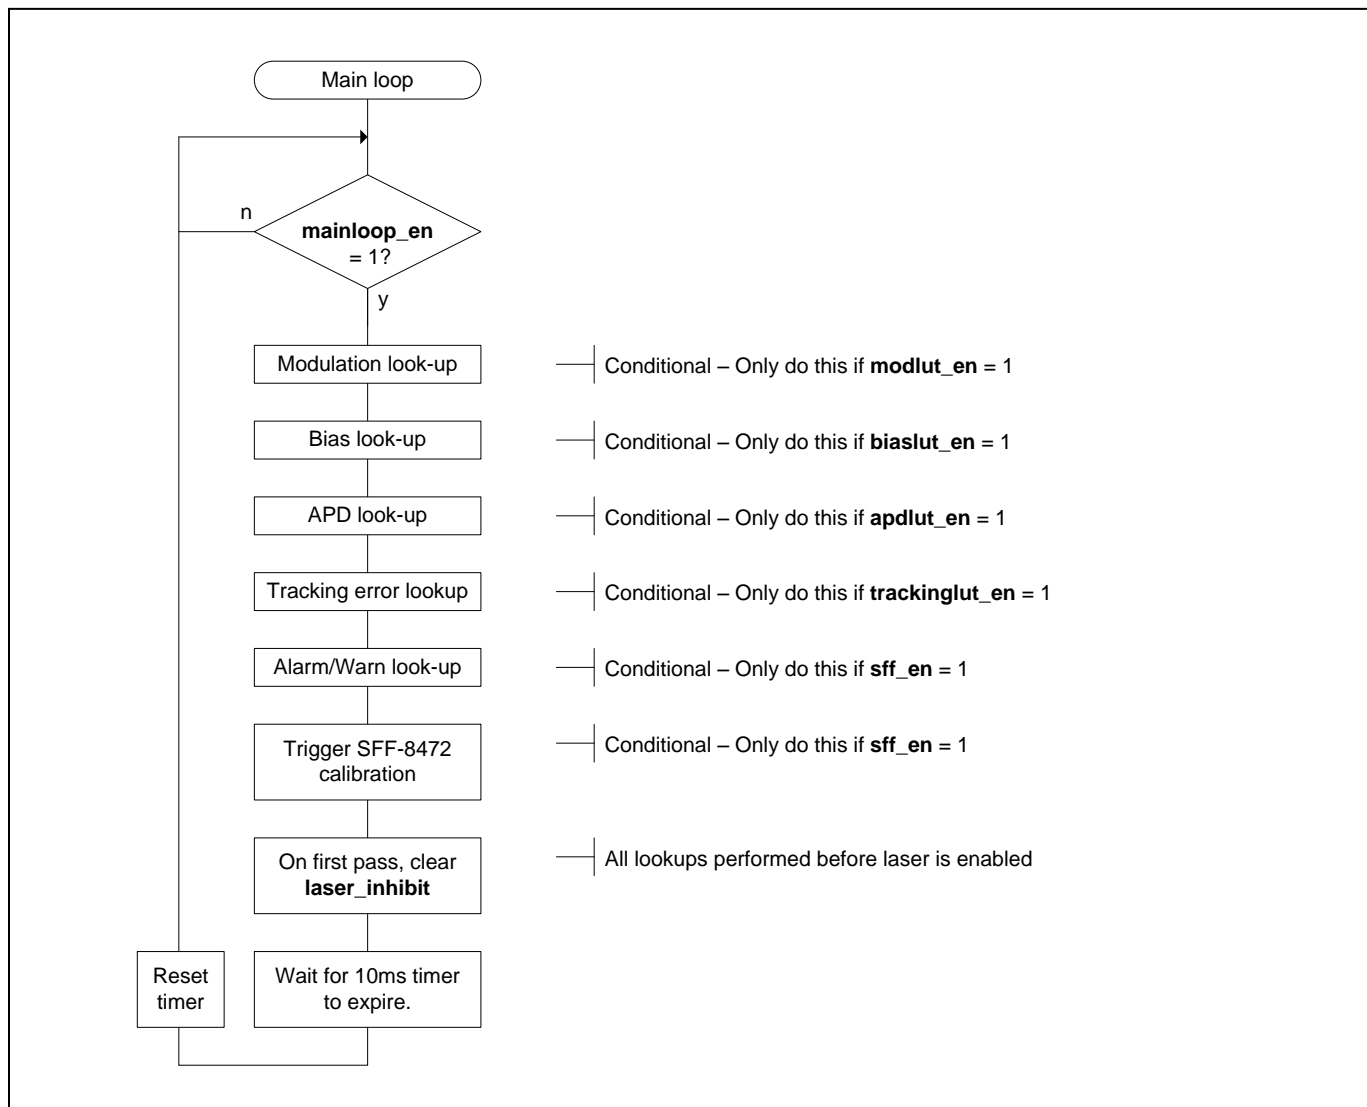 Main loop
n
mainloop_en
= 1?
y
Modulation look-up
Conditional – Only do this if modlut_en = 1
Bias look-up
Conditional – Only do this if biaslut_en = 1
APD look-up
Conditional – Only do this if apdlut_en = 1
Tracking error lookup
Conditional – Only do this if trackinglut_en = 1
Alarm/Warn look-up
Conditional – Only do this if sff_en = 1
Trigger SFF-8472
calibration
Conditional – Only do this if sff_en = 1
On first pass, clear
laser_inhibit
All lookups performed before laser is enabled
Reset
timer
Wait for 10ms timer
to expire.